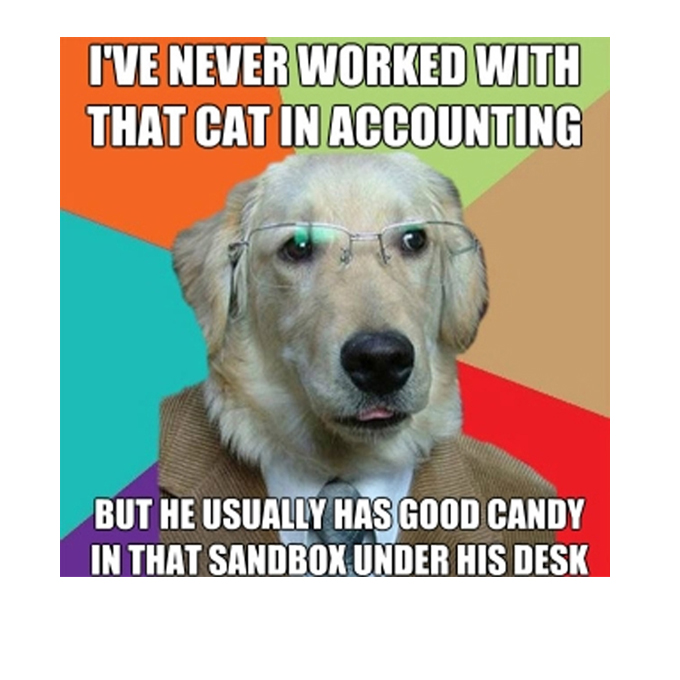 I'VE NEVER WORKED WITH
THAT CAT IN ACCOUNTING
BUT HE USUALLY HAS GOOD CANDY
IN THAT SANDBOX UNDER HIS DESK